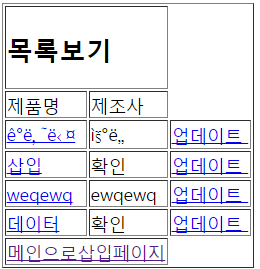 목록보기
제품명 제조사
ê°ë‚˜ë‹¤ ì‚°ë„ 업데이트
삽입 확인 업데이트
weqewq ewqewq 업데이트
데이터 확인 업데이트
메인으로삽입페이지